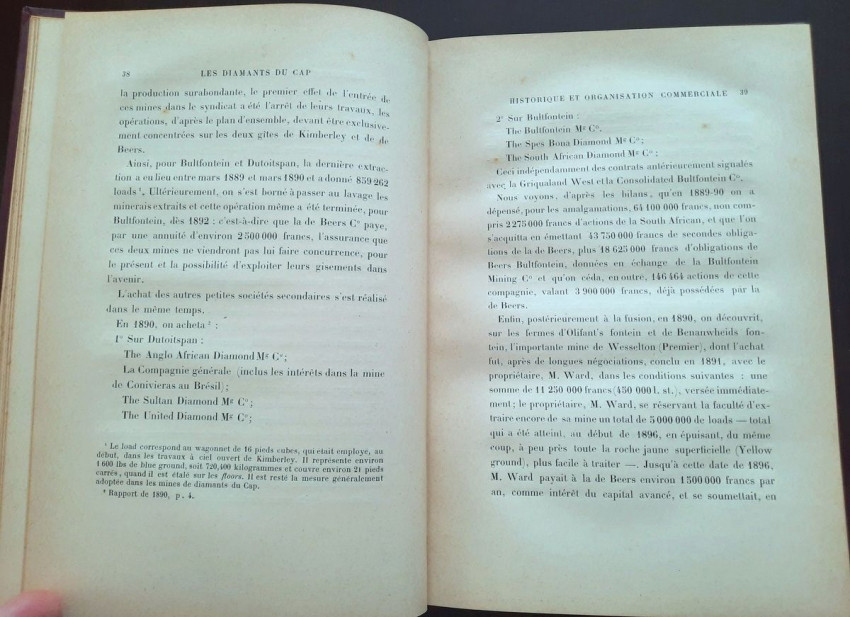 38 LES DIAMANTS DU CAP
la production surabondante, le premier effet de l'entrée de
ces mines dans le syndicat a été l'arrêt de leurs travaux, les
opérations, d'après le plan d'ensemble, devant être exclusive-
ment concentrées sur les deux gîtes de Kimberley et de de
Beers.
Ainsi, pour Bultfontein et Dutoitspan, la dernière extrac-
tion a eu lieu entre mars 1889 et mars 1890 et a donné 859 262
loads¹. Ultérieurement, on s'est borné à passer au lavage les
minerais extraits et cette opération même a été terminée, pour
Bultfontein, dès 1892 ; c'est-à-dire que la de Beers Cº paye,
par une annuité d'environ 2 500 000 francs, l'assurance que
ces deux mines ne viendront pas lui faire concurrence, pour
le présent et la possibilité d'exploiter leurs gisements dans
l'avenir.
L'achat des autres petites sociétés secondaires s'est réalisé
dans le même temps.
En 1890, on acheta² :
1º Sur Dutoitspan :
The Anglo African Diamond Mg Cº;
La Compagnie générale (inclus les intérêts dans la mine
de Conivieras au Brésil);
The Sultan Diamond Mg Cº;
The United Diamond Mg Cº;
¹ Le load correspond au wagonnet de 16 pieds cubes, qui était employé, au
début, dans les travaux à ciel ouvert de Kimberley. Il représente environ
1 600 lbs de blue ground, soit 720,400 kilogrammes et couvre environ 21 pieds
carrés, quand il est étalé sur les floors. Il est resté la mesure généralement
adoptée dans les mines de diamants du Cap.
² Rapport de 1890, p. 4.
HISTORIQUE ET ORGANISATION COMMERCIALE 39
2º Sur Bultfontein :
The Bultfontein Mg Cº.
The Spes Bona Diamond Mg Cº;
The South African Diamond Mg Cº;
Ceci indépendamment des contrats antérieurement signalés
avec la Griqualand West et la Consolidated Bultfontein Cº.
Nous voyons, d'après les bilans, qu'en 1889-90 on a
dépensé, pour les amalgamations, 64 100 000 francs, non com-
pris 2 275 000 francs d'actions de la South African, et que l'on
s'acquitta en émettant 43 750 000 francs de secondes obliga-
tions de la de Beers, plus 18 625 000 francs d'obligations de
Beers Bultfontein, données en échange de la Bultfontein
Mining Cº et qu'on céda, en outre, 146 464 actions de cette
compagnie, valant 3 900 000 francs, déjà possédées par la
de Beers.
Enfin, postérieurement à la fusion, en 1890, on découvrit,
sur les fermes d'Olifant's fontein et de Benanwheids fon-
tein, l'importante mine de Wesselton (Premier), dont l'achat
fut, après de longues négociations, conclu en 1891, avec le
propriétaire, M. Ward, dans les conditions suivantes : une
somme de 11 250 000 francs (450 000 l. st.), versée immédiate-
ment ; le propriétaire, M. Ward, se réservant la faculté d'ex-
traire encore de sa mine un total de 5 000 000 de loads — total
qui a été atteint, au début de 1896, en épuisant, du même
coup, à peu près toute la roche jaune superficielle (Yellow
ground), plus facile à traiter —. Jusqu'à cette date de 1896,
M. Ward payait à la de Beers environ 1 500 000 francs par
an, comme intérêt du capital avancé, et se soumettait, en